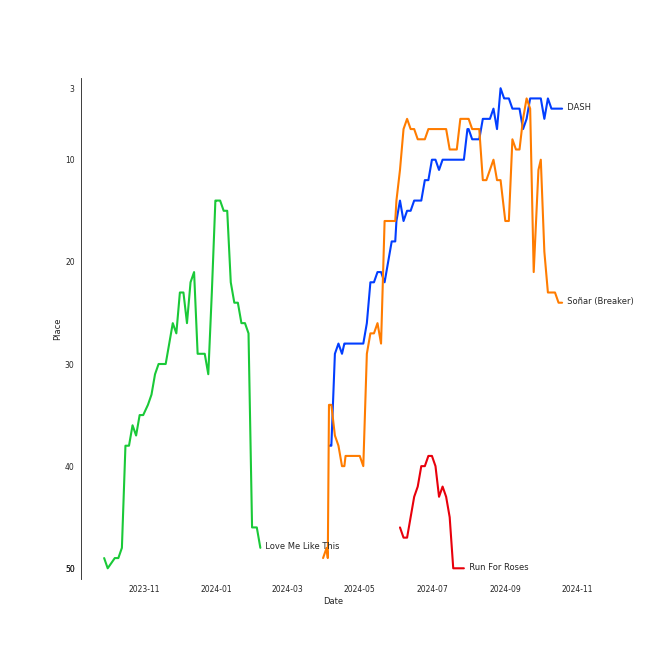 3
DASH
10
20
Soñar (Breaker)
Place
30
40
Love Me Like This
50
Run For Roses
2023-11 2024-01 2024-03 2024-05 2024-07 2024-09 2024-11
Date